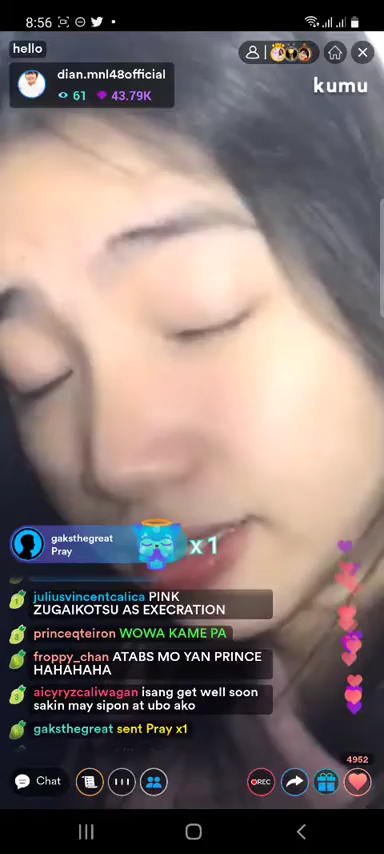 8:56
hello
dian.mnl48official
61 43.79K
kumu
gaksthegreat
Pray
x1
juliusvincentcalica PINK
ZUGAIKOTSU AS EXECRATION
princeqteiron WOWA KAME PA
froppy_chan ATABS MO YAN PRINCE
HAHAHAHA
aicyryzcaliwagan isang get well soon
sakin may sipon at ubo ako
gaksthegreat sent Pray x1
4952
Chat
REC